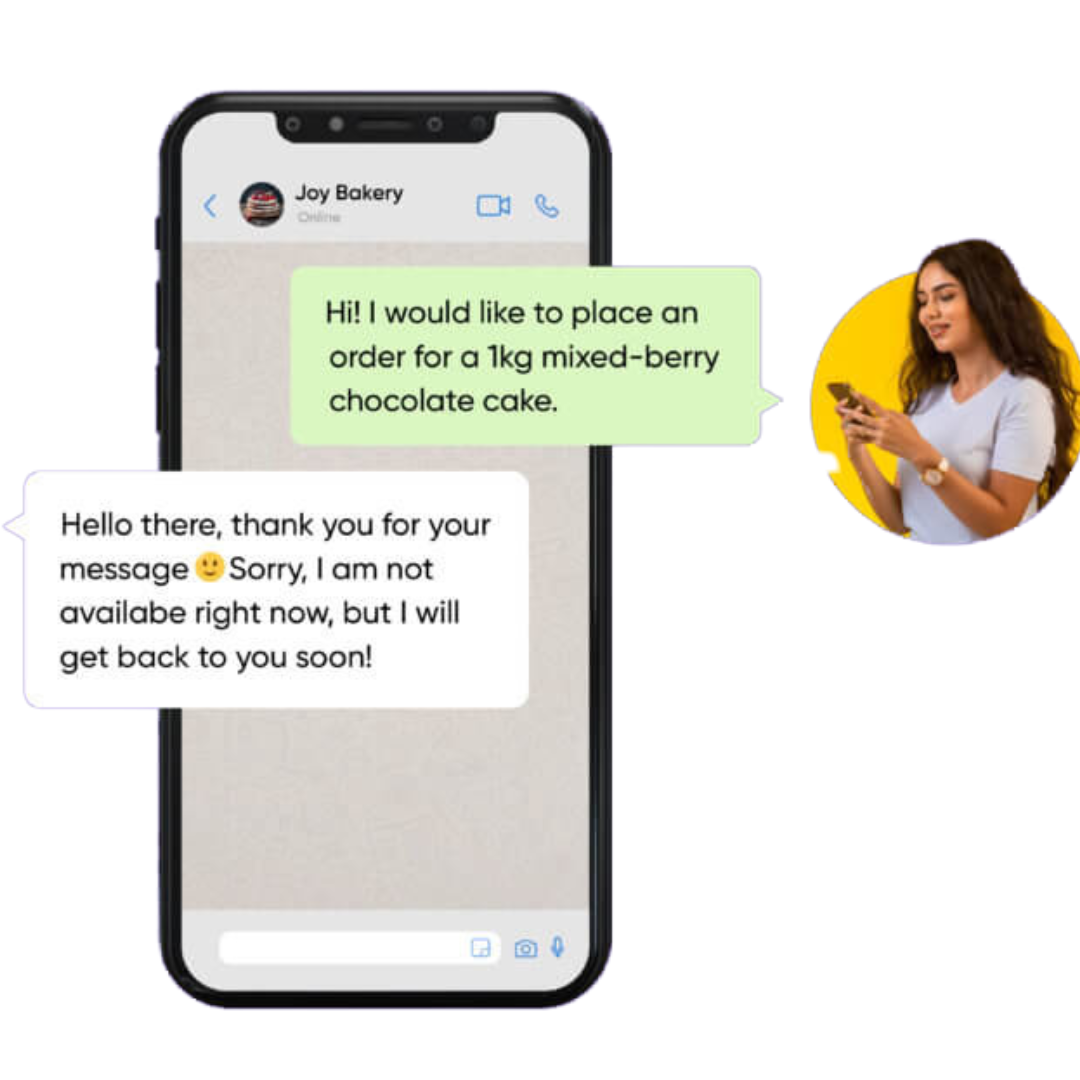 Joy Bakery
Online
Hi! I would like to place an
order for a 1kg mixed-berry
chocolate cake.
Hello there, thank you for your
message 🙂 Sorry, I am not
availabe right now, but I will
get back to you soon!